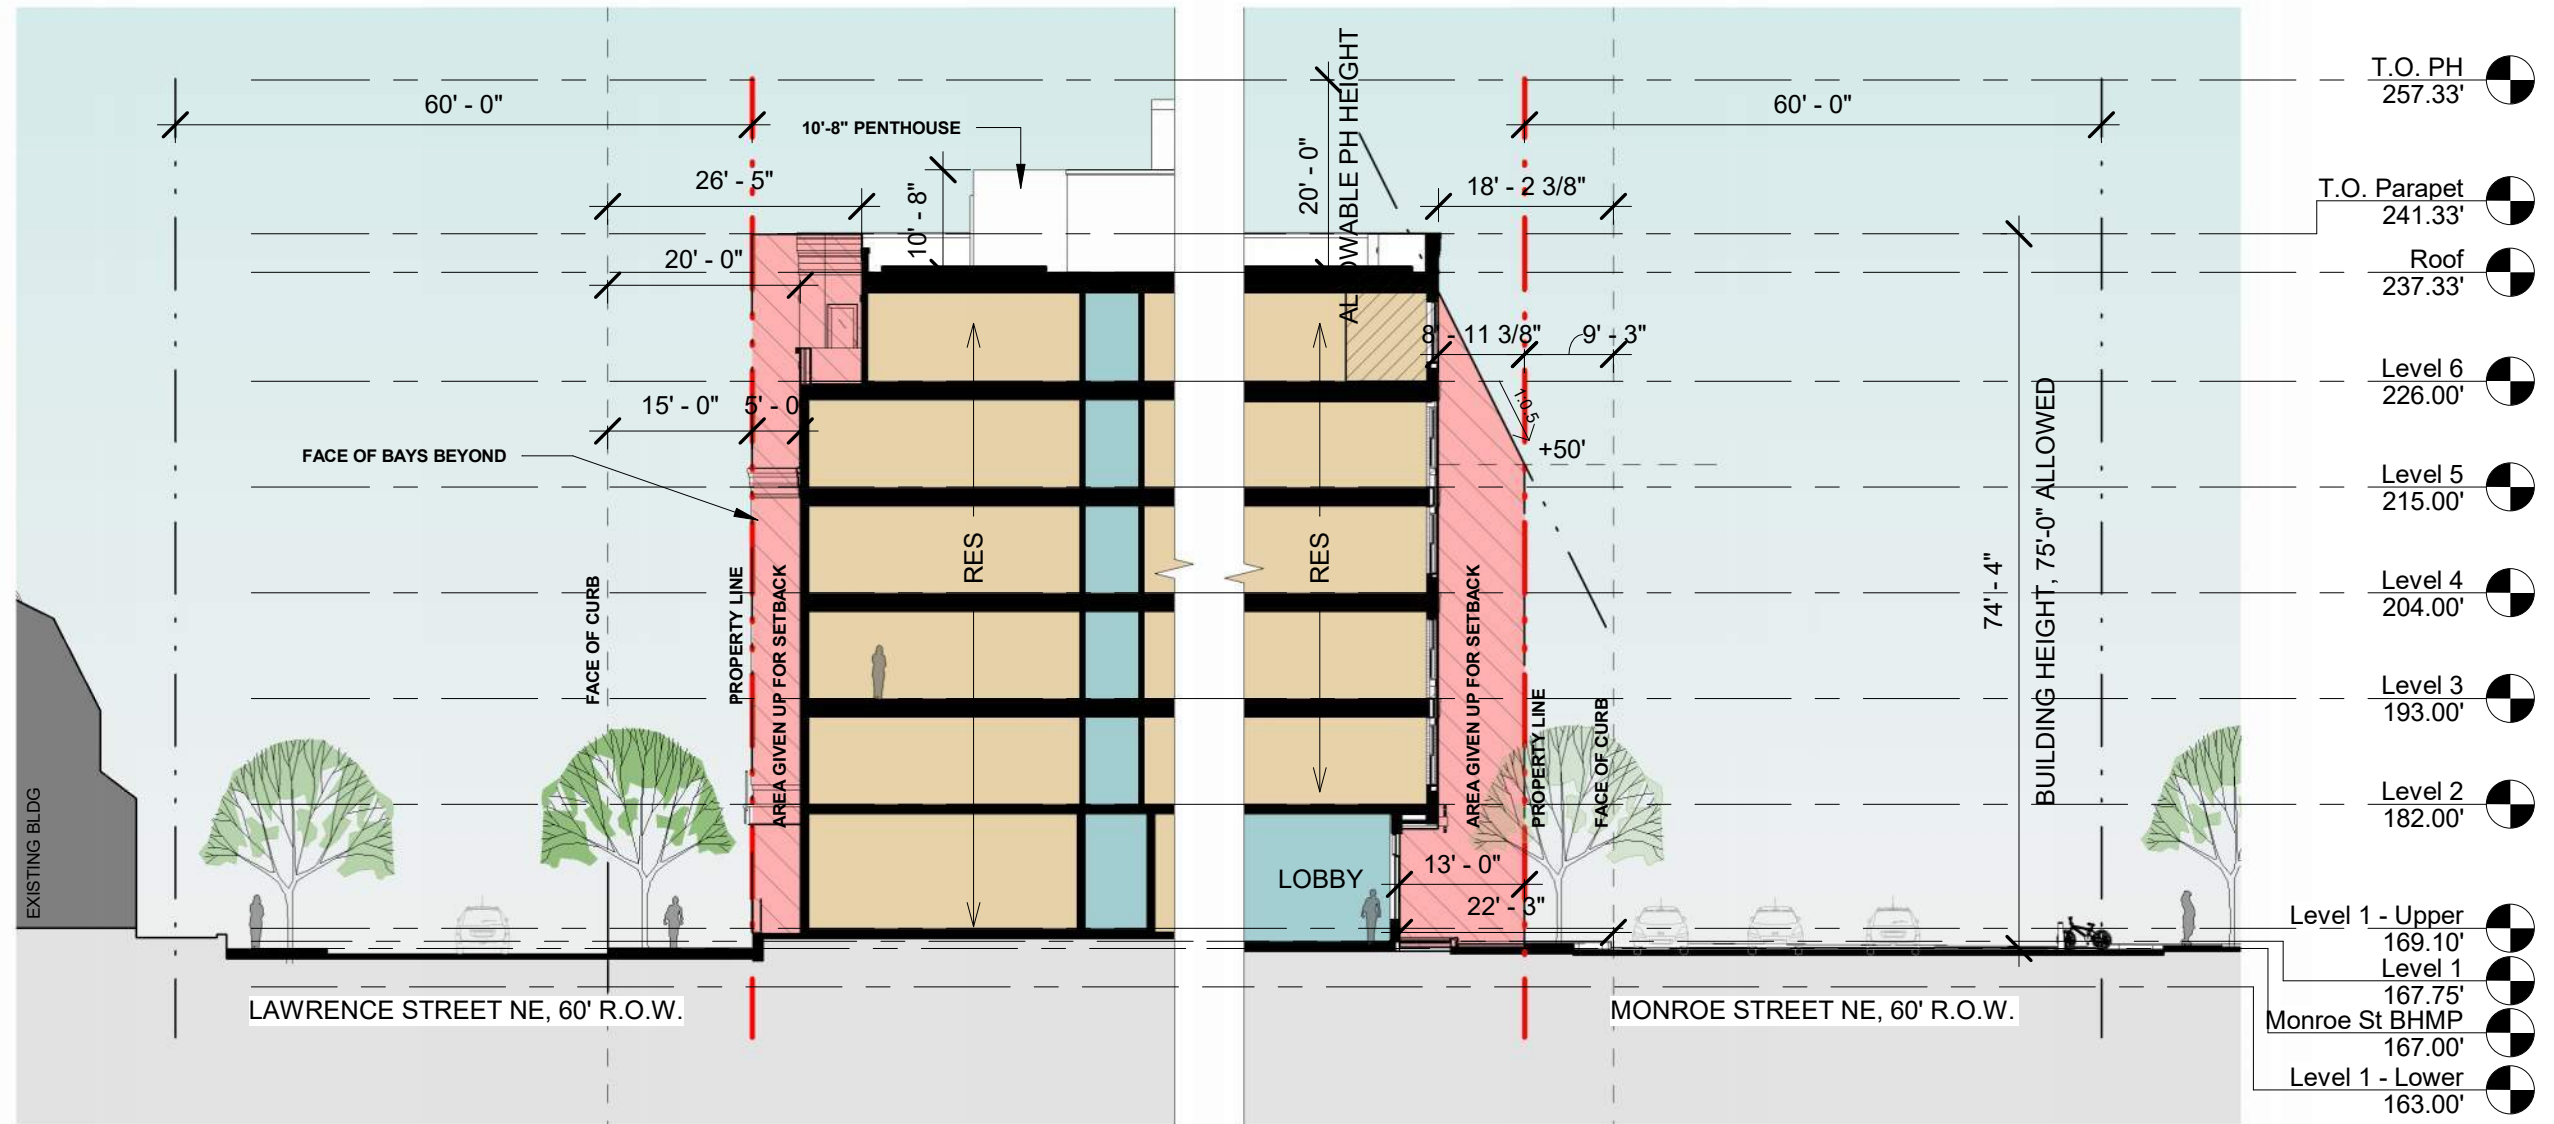 T.O. PH
257.33'
60' - 0"
60' - 0"
10'-8" PENTHOUSE
20' - 0"
ALLOWABLE PH HEIGHT
26' - 5"
10' - 8"
18' - 2 3/8"
T.O. Parapet
241.33'
20' - 0"
Roof
237.33'
8' - 11 3/8"
9' - 3"
Level 6
226.00'
15' - 0"
5' - 0
1:0.5
+50'
FACE OF BAYS BEYOND
Level 5
215.00'
RES
RES
FACE OF CURB
PROPERTY LINE
AREA GIVEN UP FOR SETBACK
AREA GIVEN UP FOR SETBACK
PROPERTY LINE
FACE OF CURB
74' - 4"
BUILDING HEIGHT, 75'-0" ALLOWED
Level 4
204.00'
Level 3
193.00'
Level 2
182.00'
EXISTING BLDG
LOBBY
13' - 0"
22' - 3"
Level 1 - Upper
169.10'
Level 1
167.75'
Monroe St BHMP
167.00'
Level 1 - Lower
163.00'
LAWRENCE STREET NE, 60' R.O.W.
MONROE STREET NE, 60' R.O.W.